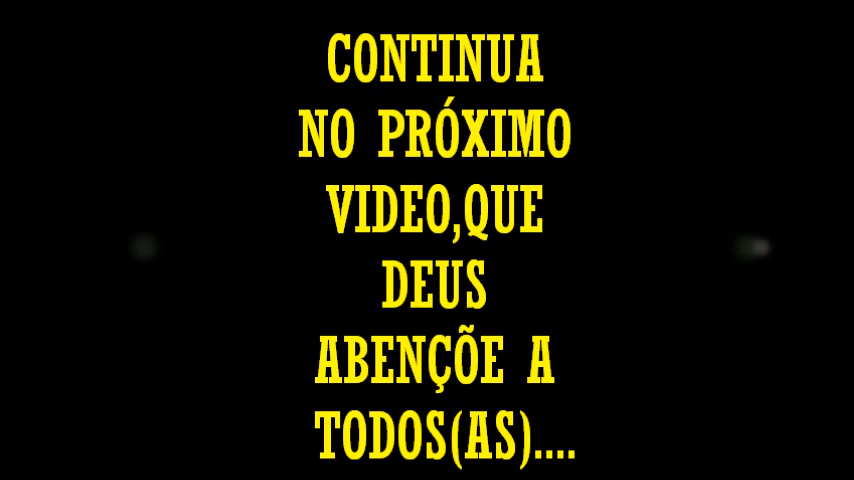 CONTINUA
NO PRÓXIMO
VIDEO,QUE
DEUS
ABENÇÕE A
TODOS(AS)....